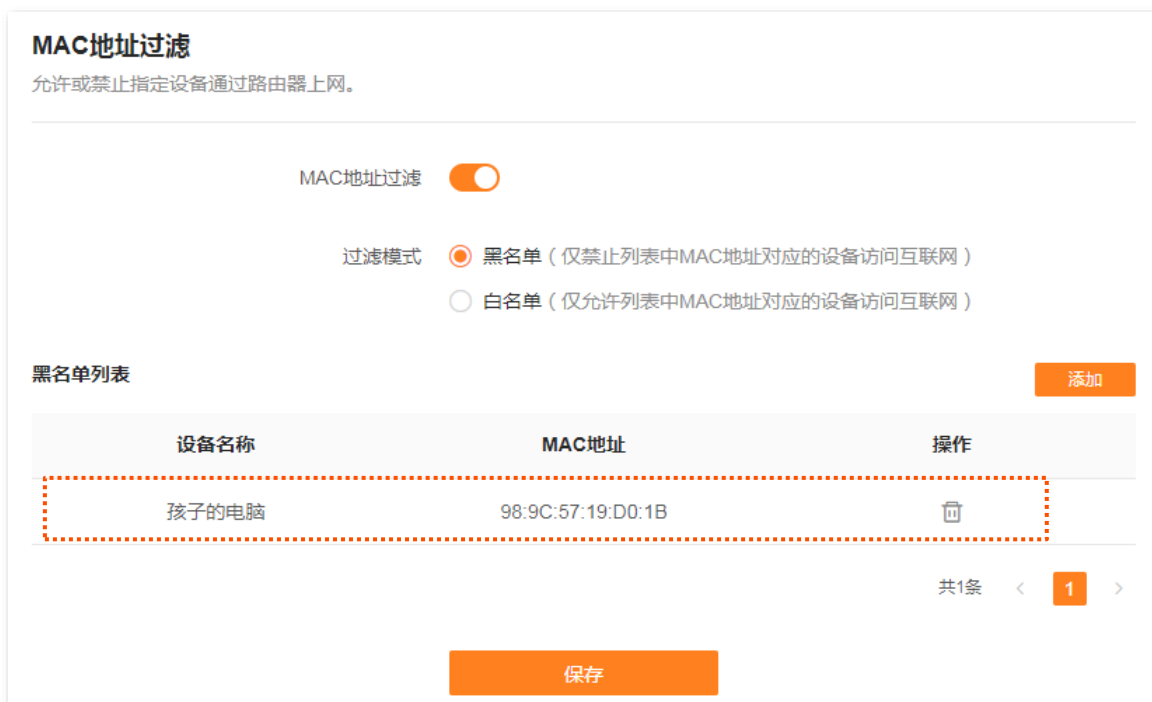 MAC地址过滤
允许或禁止指定设备通过路由器上网。
MAC地址过滤
过滤模式 黑名单（仅禁止列表中MAC地址对应的设备访问互联网）
白名单（仅允许列表中MAC地址对应的设备访问互联网）
黑名单列表 添加
设备名称 MAC地址 操作
孩子的电脑 98:9C:57:19:D0:1B
共1条 < 1 >
保存